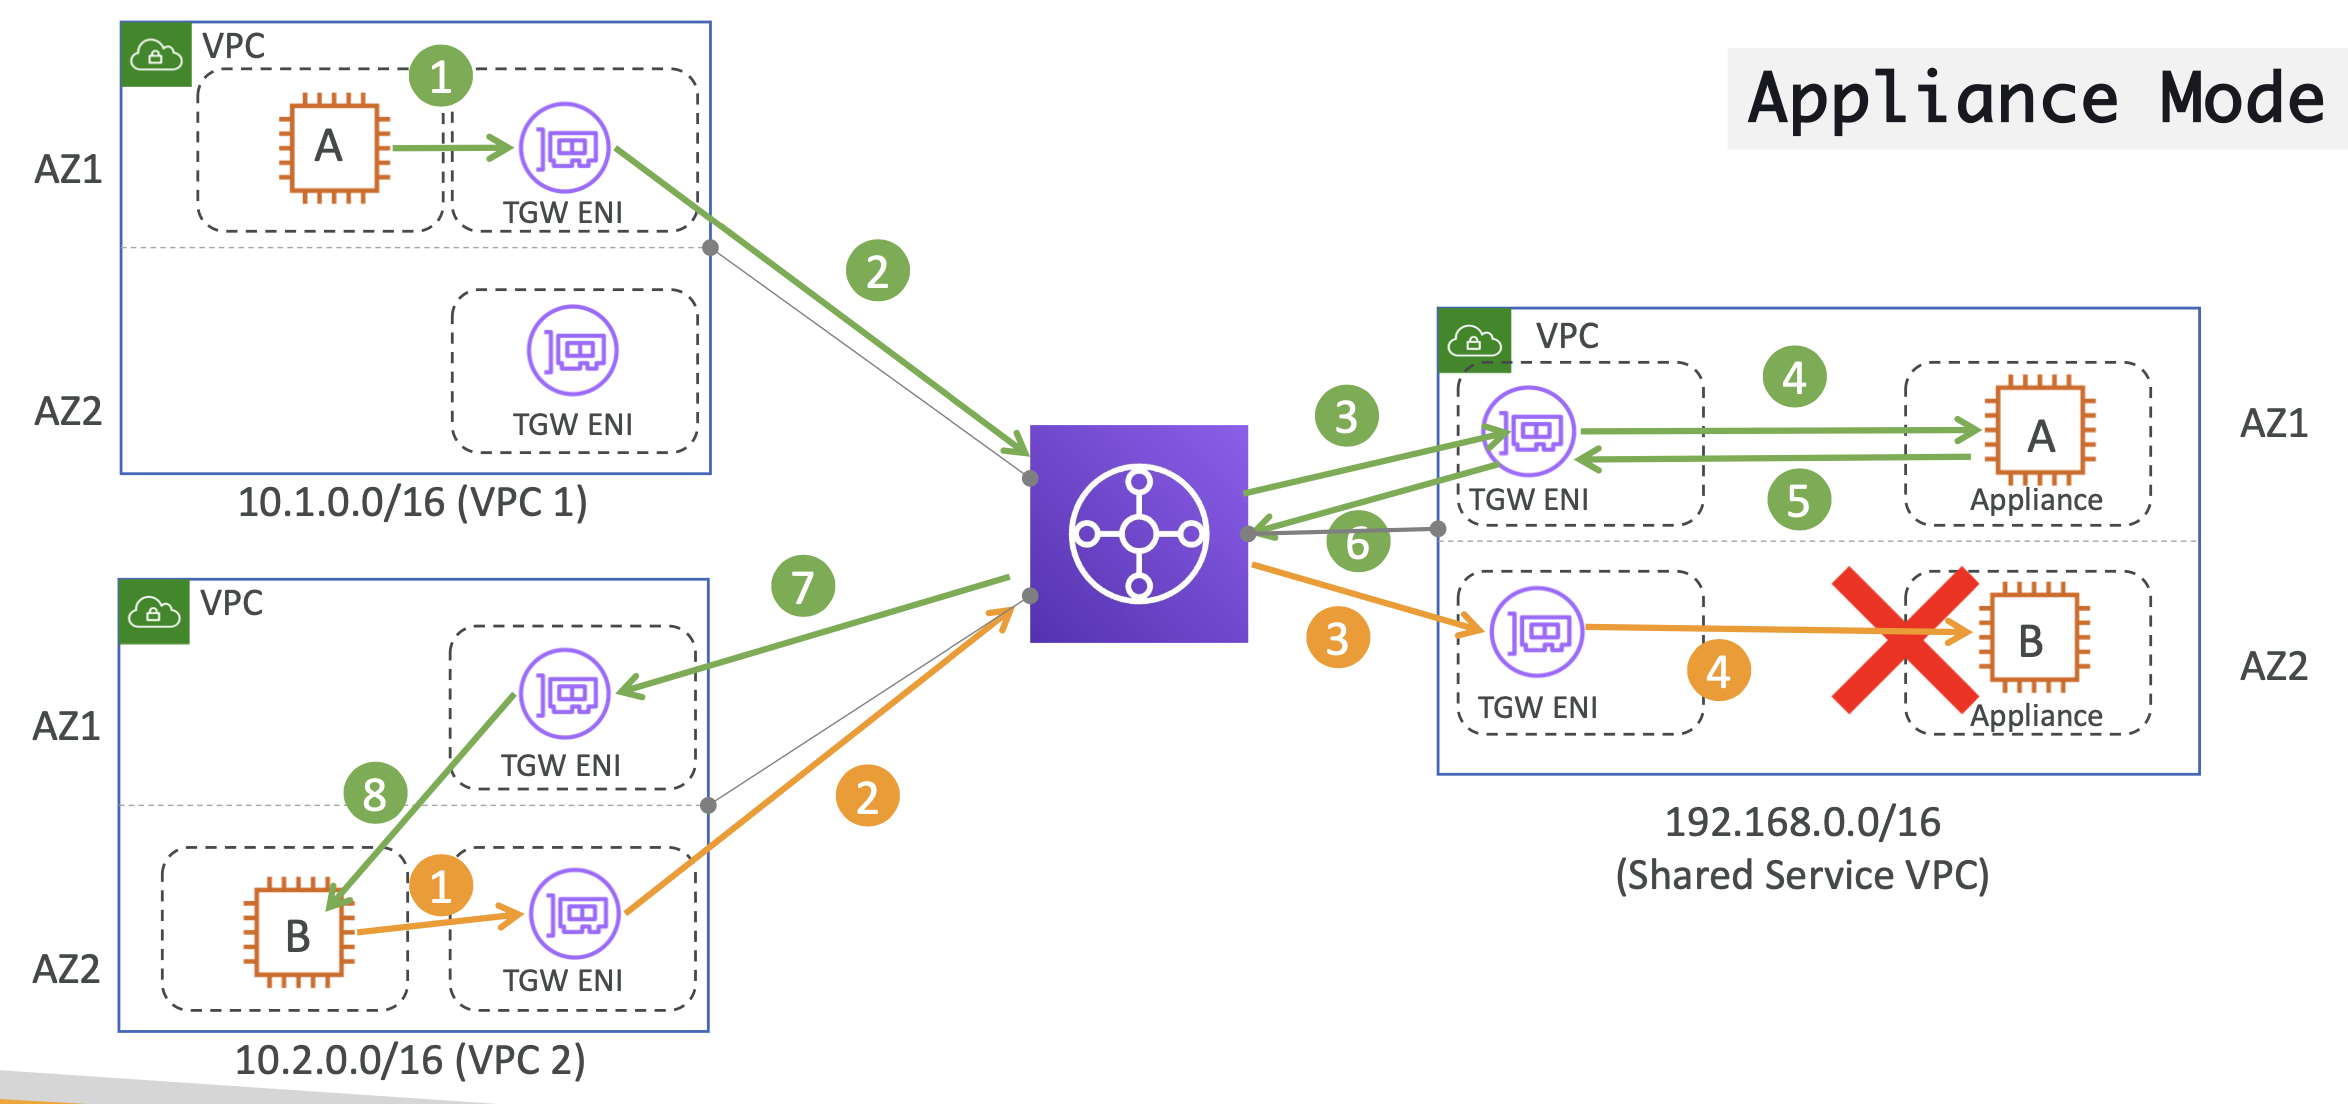 Appliance Mode
VPC
1
A
TGW ENI
AZ1
2
TGW ENI
AZ2
10.1.0.0/16 (VPC 1)
VPC
7
TGW ENI
AZ1
8
2
1
B
TGW ENI
AZ2
10.2.0.0/16 (VPC 2)
VPC
3
4
A
AZ1
TGW ENI
5
Appliance
6
3
4
B
AZ2
TGW ENI
Appliance
192.168.0.0/16
(Shared Service VPC)